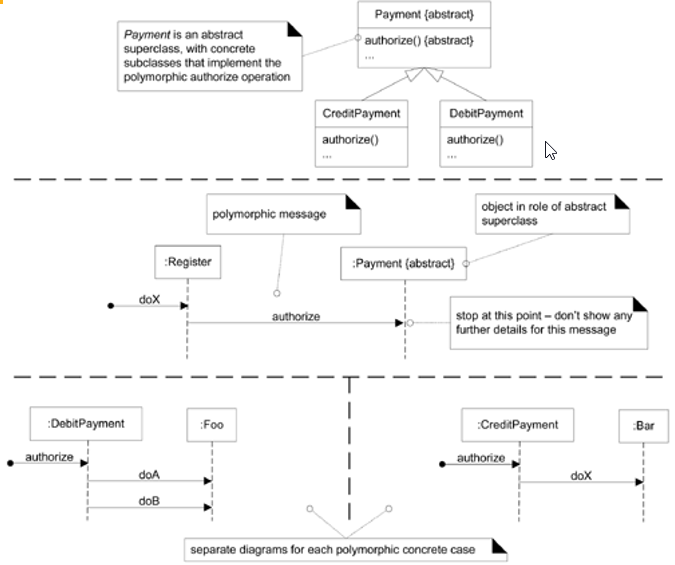 Payment {abstract}
Payment is an abstract
superclass, with concrete
subclasses that implement the
polymorphic authorize operation
authorize() {abstract}
...
CreditPayment
authorize()
...
DebitPayment
authorize()
...
polymorphic message
object in role of abstract
superclass
:Register
:Payment {abstract}
doX
authorize
stop at this point – don't show any
further details for this message
:DebitPayment
:Foo
authorize
doA
doB
:CreditPayment
:Bar
authorize
doX
separate diagrams for each polymorphic concrete case